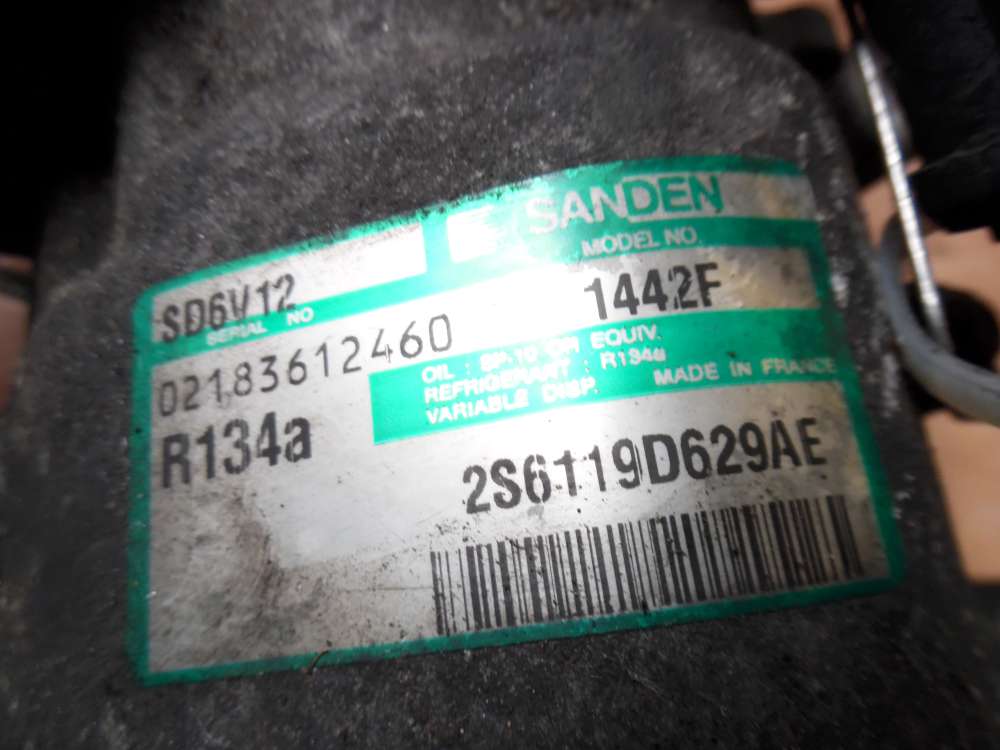 SANDEN
SD6V12
MODEL NO.
SERIAL NO
1442F
02183612460
OIL : SP-10 OR EQUIV.
REFRIGERANT : R134a
VARIABLE DISP. MADE IN FRANCE
R134a
2S6119D629AE